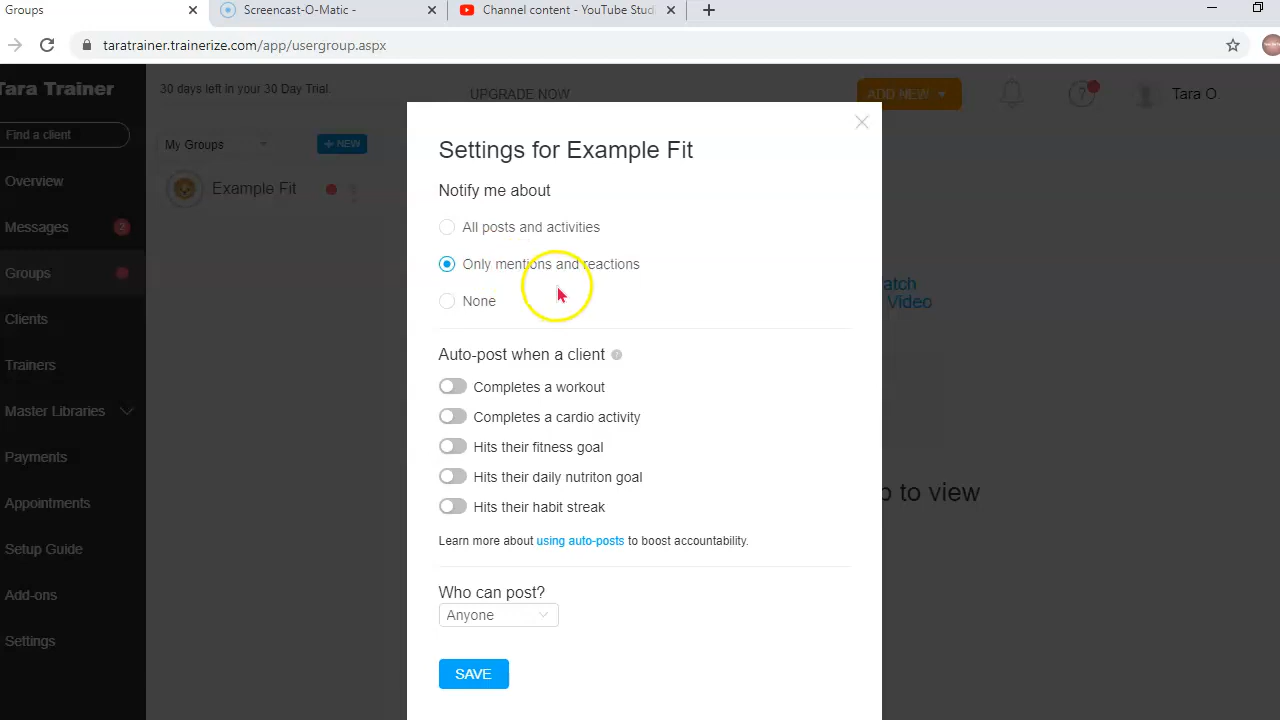 Groups
Screencast-O-Matic -
Channel content - YouTube Stud
taratrainer.trainerize.com/app/usergroup.aspx
Tara Trainer
30 days left in your 30 Day Trial.
UPGRADE NOW
ADD NEW
Tara O.
Find a client
My Groups
+ NEW
Example Fit
Overview
Messages 2
Groups
Clients
Trainers
Master Libraries
Payments
Appointments
Setup Guide
Add-ons
Settings
Settings for Example Fit
Notify me about
All posts and activities
Only mentions and reactions
None
Auto-post when a client ?
Completes a workout
Completes a cardio activity
Hits their fitness goal
Hits their daily nutriton goal
Hits their habit streak
Learn more about using auto-posts to boost accountability.
Who can post?
Anyone
SAVE
atch
Video
p to view